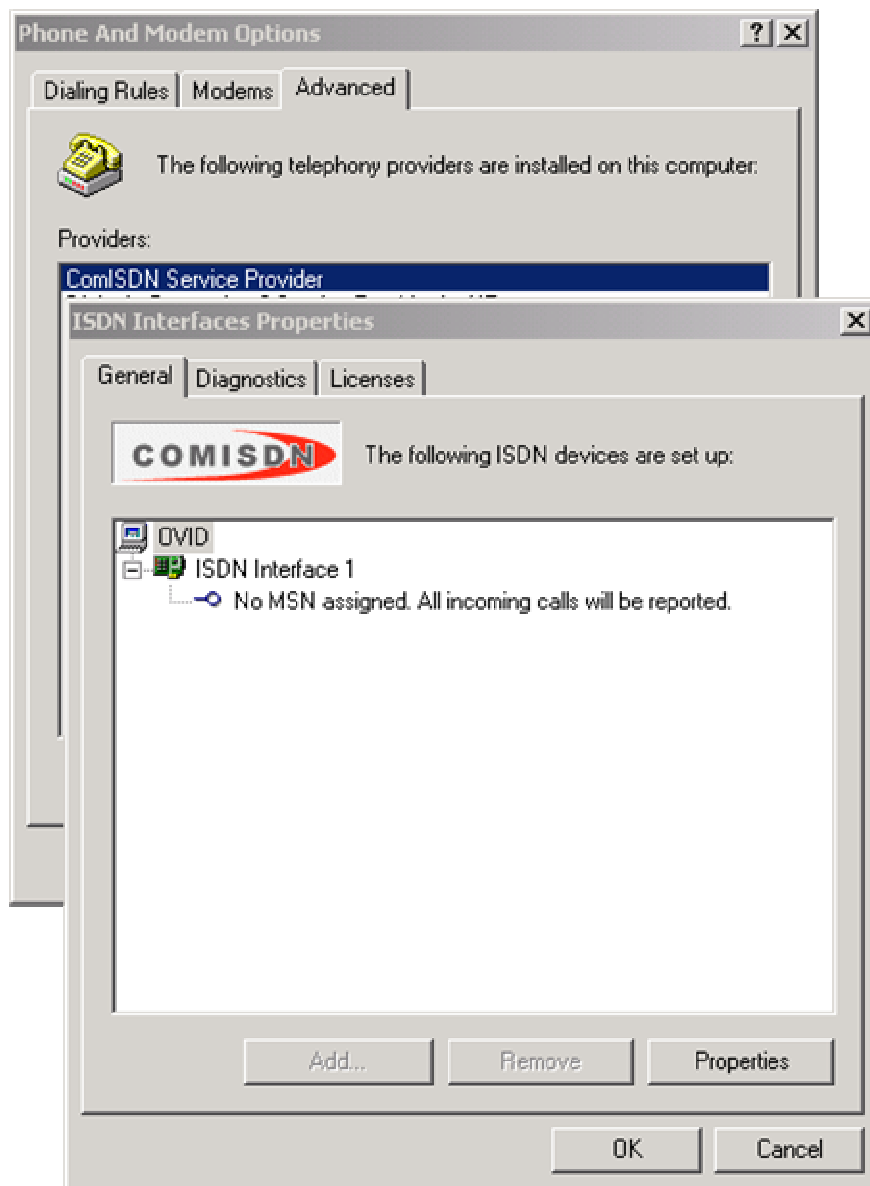 Phone And Modem Options
Dialing Rules Modems Advanced
The following telephony providers are installed on this computer:
Providers:
ComISDN Service Provider
ISDN Interfaces Properties
General Diagnostics Licenses
COMISDN The following ISDN devices are set up:
OVID
ISDN Interface 1
No MSN assigned. All incoming calls will be reported.
Add... Remove Properties
OK Cancel